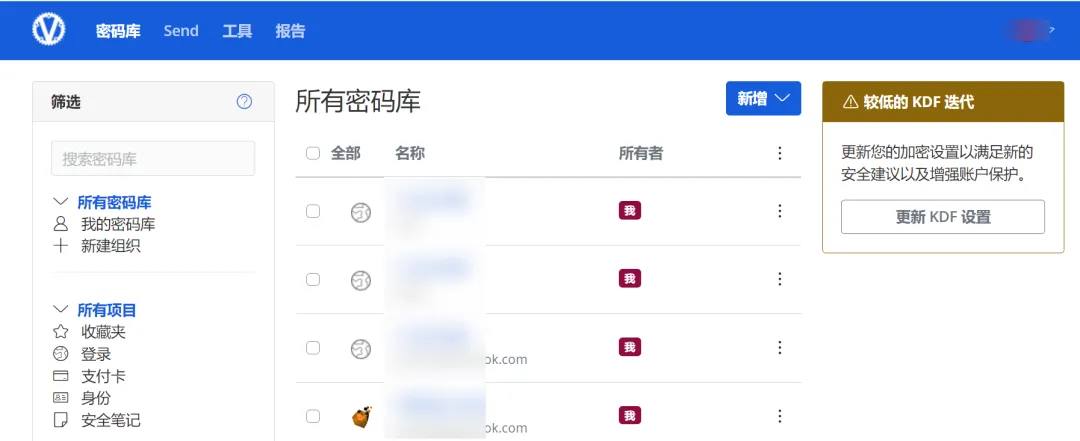 密码库 Send 工具 报告
筛选
搜索密码库
所有密码库
我的密码库
新建组织
所有项目
收藏夹
登录
支付卡
身份
安全笔记
所有密码库
新增
全部 名称 所有者
我
我
ok.com 我
ok.com 我
较低的 KDF 迭代
更新您的加密设置以满足新的
安全建议以及增强账户保护。
更新 KDF 设置